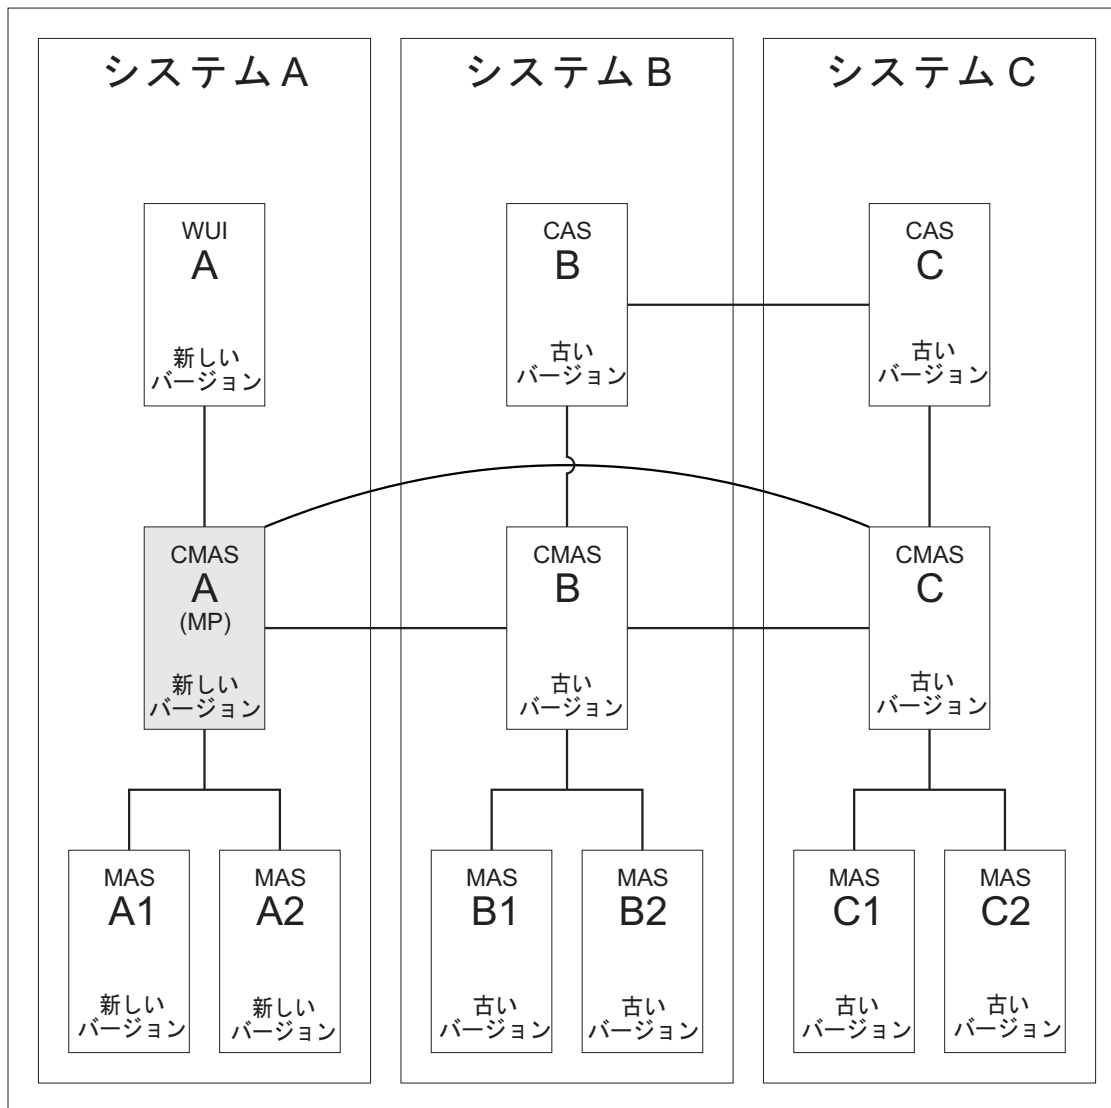 システム A
システム B
システム C
WUI
A
新しい
バージョン
CAS
B
古い
バージョン
CAS
C
古い
バージョン
CMAS
A
(MP)
新しい
バージョン
CMAS
B
古い
バージョン
CMAS
C
古い
バージョン
MAS
A1
新しい
バージョン
MAS
A2
新しい
バージョン
MAS
B1
古い
バージョン
MAS
B2
古い
バージョン
MAS
C1
古い
バージョン
MAS
C2
古い
バージョン